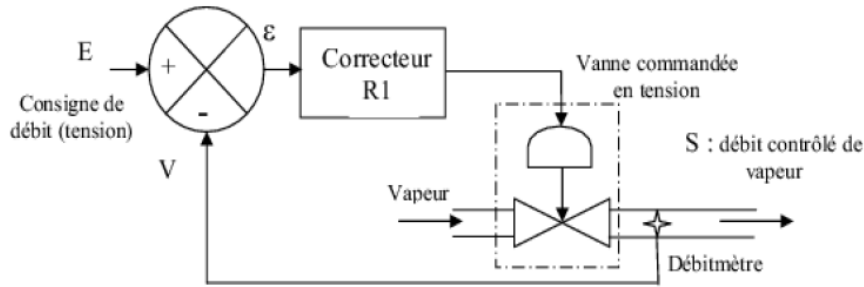 E
+
-
ε
Consigne de
débit (tension)
V
Correcteur
R1
Vanne commandée
en tension
S : débit contrôlé de
vapeur
Vapeur
Débitmètre